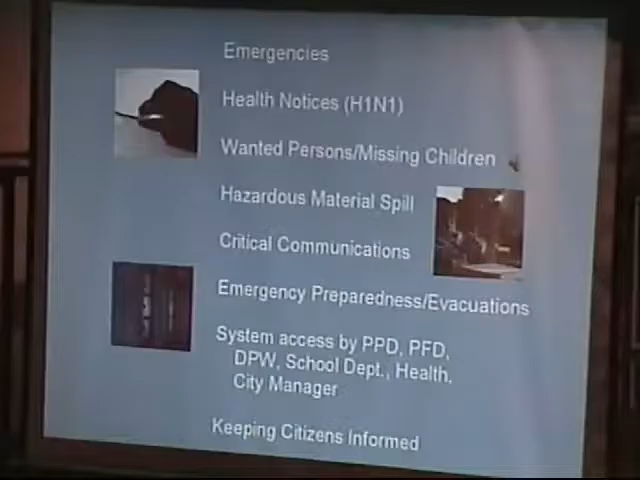 Emergencies
Health Notices (H1N1)
Wanted Persons/Missing Children
Hazardous Material Spill
Critical Communications
Emergency Preparedness/Evacuations
System access by PPD, PFD,
DPW, School Dept., Health,
City Manager
Keeping Citizens Informed